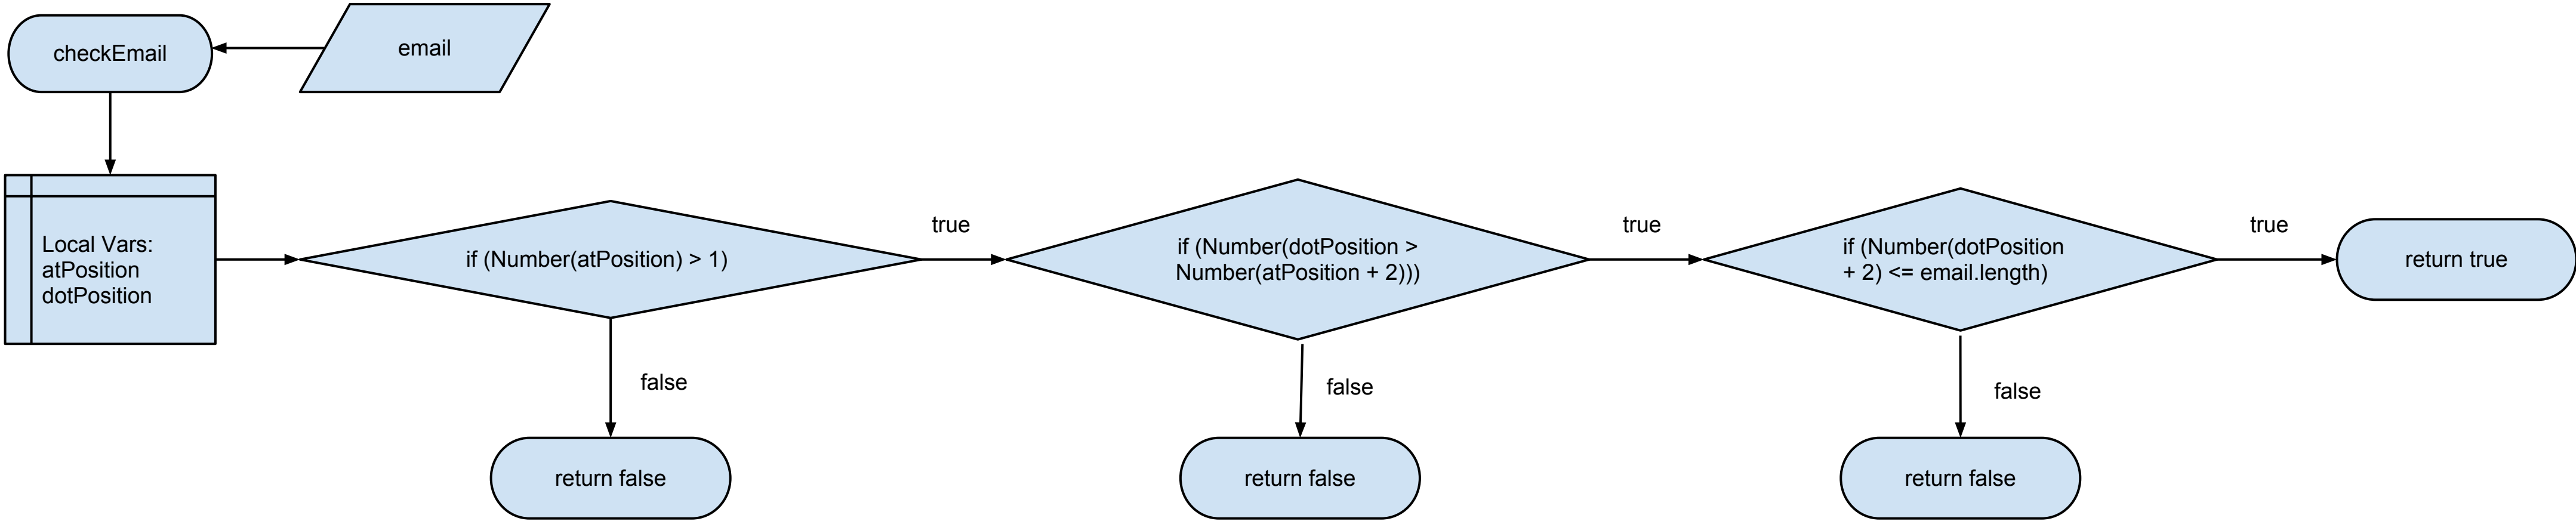 checkEmail
email
Local Vars:
atPosition
dotPosition
if (Number(atPosition) > 1)
true
false
return false
if (Number(dotPosition >
Number(atPosition + 2)))
true
false
return false
if (Number(dotPosition
+ 2) <= email.length)
true
false
return false
return true